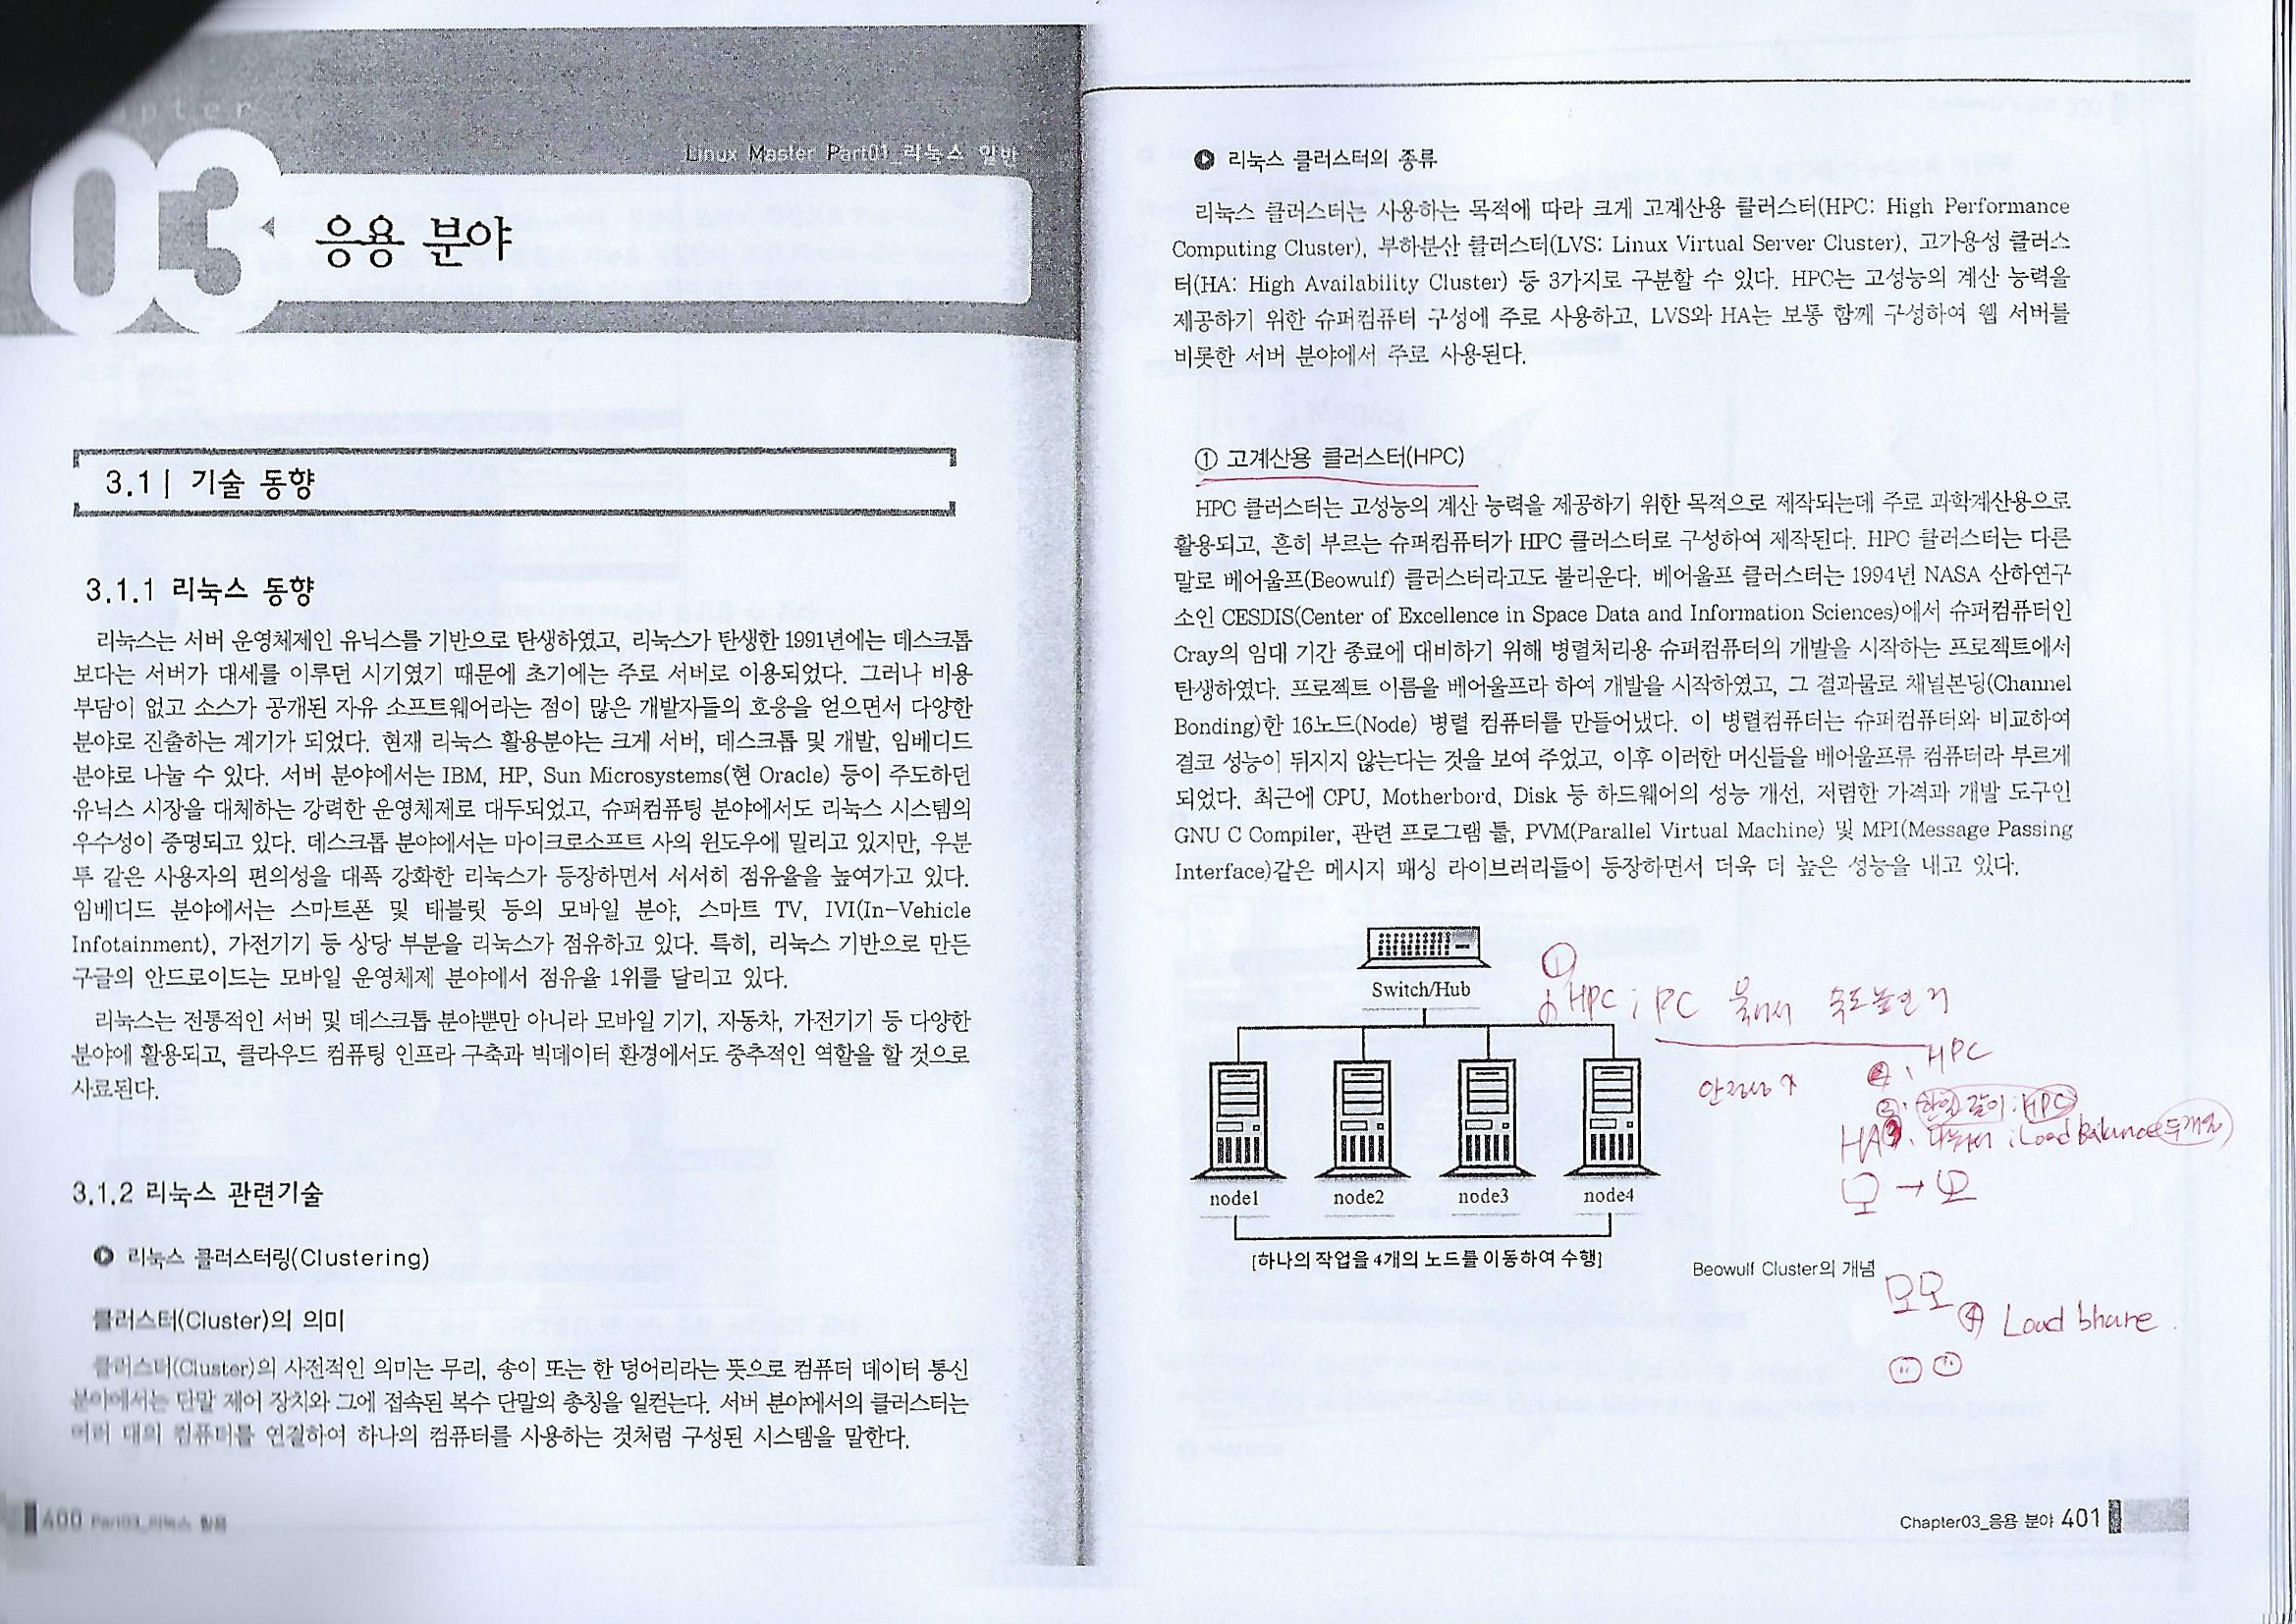 apter
03
Linux Master Part01_리눅스 일반
응용 분야
3.1 | 기술 동향
3.1.1 리눅스 동향
리눅스는 서버 운영체제인 유닉스를 기반으로 탄생하였고, 리눅스가 탄생한 1991년에는 데스크톱
보다는 서버가 대세를 이루던 시기였기 때문에 초기에는 주로 서버로 이용되었다. 그러나 비용
부담이 없고 소스가 공개된 자유 소프트웨어라는 점이 많은 개발자들의 호응을 얻으면서 다양한
분야로 진출하는 계기가 되었다. 현재 리눅스 활용분야는 크게 서버, 데스크톱 및 개발, 임베디드
분야로 나눌 수 있다. 서버 분야에서는 IBM, HP, Sun Microsystems(현 Oracle) 등이 주도하던
유닉스 시장을 대체하는 강력한 운영체제로 대두되었고, 슈퍼컴퓨팅 분야에서도 리눅스 시스템의
우수성이 증명되고 있다. 데스크톱 분야에서는 마이크로소프트 사의 윈도우에 밀리고 있지만, 우분
투 같은 사용자의 편의성을 대폭 강화한 리눅스가 등장하면서 서서히 점유율을 높여가고 있다.
임베디드 분야에서는 스마트폰 및 태블릿 등의 모바일 분야, 스마트 TV, IVI(In-Vehicle
Infotainment), 가전기기 등 상당 부분을 리눅스가 점유하고 있다. 특히, 리눅스 기반으로 만든
구글의 안드로이드는 모바일 운영체제 분야에서 점유율 1위를 달리고 있다.
리눅스는 전통적인 서버 및 데스크톱 분야뿐만 아니라 모바일 기기, 자동차, 가전기기 등 다양한
분야에 활용되고, 클라우드 컴퓨팅 인프라 구축과 빅데이터 환경에서도 중추적인 역할을 할 것으로
사료된다.
3.1.2 리눅스 관련기술
리눅스 클러스터링(Clustering)
클러스터(Cluster)의 의미
클러스터(Cluster)의 사전적인 의미는 무리, 송이 또는 한 덩어리라는 뜻으로 컴퓨터 데이터 통신
분야에서는 단말 제어 장치와 그에 접속된 복수 단말의 총칭을 일컫는다. 서버 분야에서의 클러스터는
여러 대의 컴퓨터를 연결하여 하나의 컴퓨터를 사용하는 것처럼 구성된 시스템을 말한다.
400 Part03_리눅스 활용
리눅스 클러스터의 종류
리눅스 클러스터는 사용하는 목적에 따라 크게 고계산용 클러스터(HPC: High Performance
Computing Cluster), 부하분산 클러스터(LVS: Linux Virtual Server Cluster), 고가용성 클러스
터(HA: High Availability Cluster) 등 3가지로 구분할 수 있다. HPC는 고성능의 계산 능력을
제공하기 위한 슈퍼컴퓨터 구성에 주로 사용하고, LVS와 HA는 보통 함께 구성하여 웹 서버를
비롯한 서버 분야에서 주로 사용된다.
① 고계산용 클러스터(HPC)
HPC 클러스터는 고성능의 계산 능력을 제공하기 위한 목적으로 제작되는데 주로 과학계산용으로
활용되고, 흔히 부르는 슈퍼컴퓨터가 HPC 클러스터로 구성하여 제작된다. HPC 클러스터는 다른
말로 베어울프(Beowulf) 클러스터라고도 불리운다. 베어울프 클러스터는 1994년 NASA 산하연구
소인 CESDIS(Center of Excellence in Space Data and Information Sciences)에서 슈퍼컴퓨터인
Cray의 임대 기간 종료에 대비하기 위해 병렬처리용 슈퍼컴퓨터의 개발을 시작하는 프로젝트에서
탄생하였다. 프로젝트 이름을 베어울프라 하여 개발을 시작하였고, 그 결과물로 채널본딩(Channel
Bonding)한 16노드(Node) 병렬 컴퓨터를 만들어냈다. 이 병렬컴퓨터는 슈퍼컴퓨터와 비교하여
결코 성능이 뒤지지 않는다는 것을 보여 주었고, 이후 이러한 머신들을 베어울프류 컴퓨터라 부르게
되었다. 최근에 CPU, Motherbord, Disk 등 하드웨어의 성능 개선, 저렴한 가격과 개발 도구인
GNU C Compiler, 관련 프로그램 툴, PVM(Parallel Virtual Machine) 및 MPI(Message Passing
Interface)같은 메시지 패싱 라이브러리들이 등장하면서 더욱 더 높은 성능을 내고 있다.
Switch/Hub
① HPC ; PC 묶어서 속도높인거
HPC
② 한일 같이 : HPC
HA ③ : Load Balance 두개로
node1 node2 node3 node4
[하나의 작업을 4개의 노드를 이동하여 수행]
Beowulf Cluster의 개념
④ Load
Chapter03_응용 분야 401